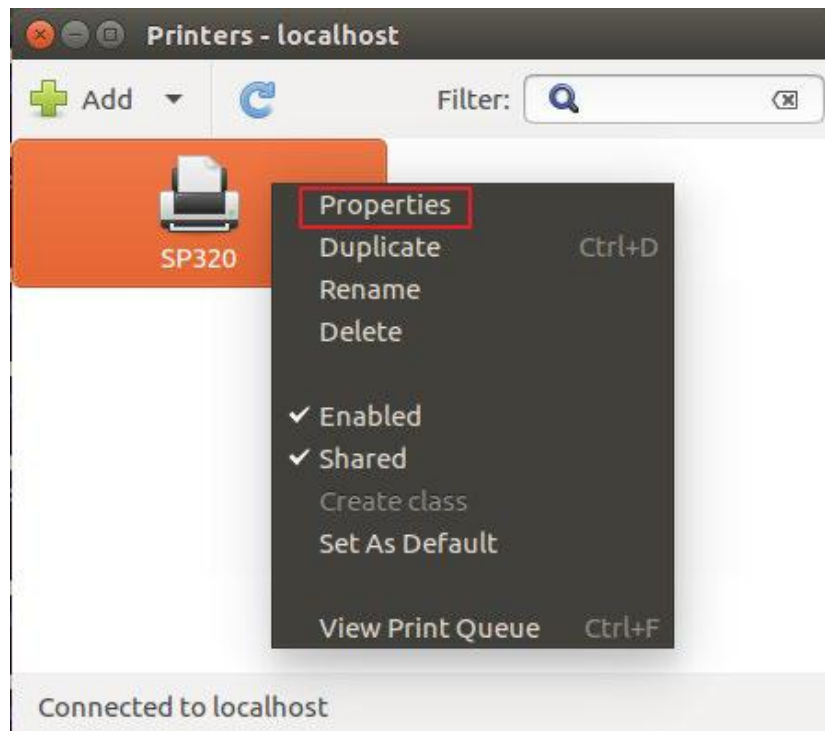 Printers - localhost
Add Filter:
SP320
Properties
Duplicate Ctrl+D
Rename
Delete
Enabled
Shared
Create class
Set As Default
View Print Queue Ctrl+F
Connected to localhost